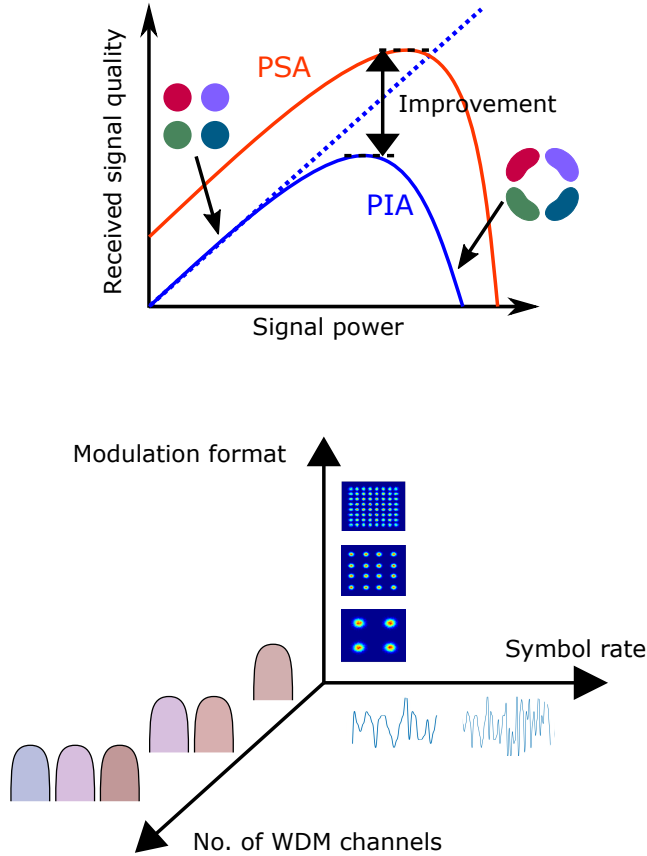 Received signal quality
PSA
Improvement
PIA
Signal power
Modulation format
Symbol rate
No. of WDM channels